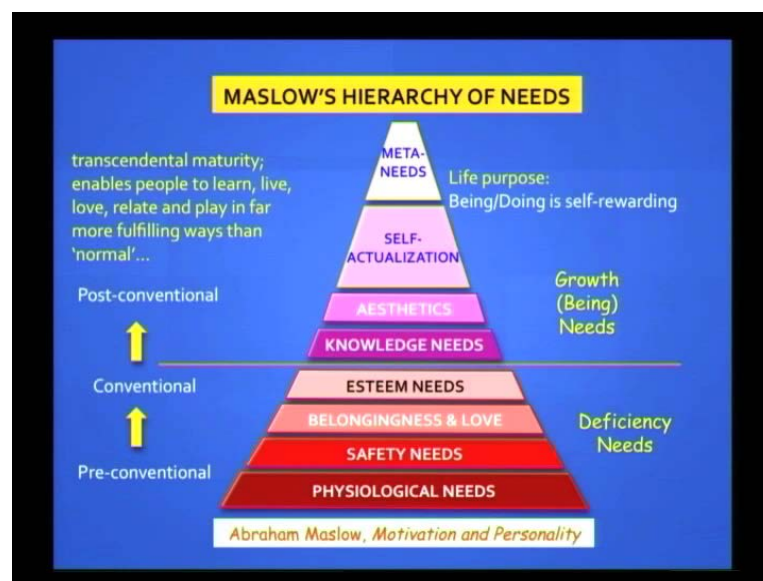 MASLOW'S HIERARCHY OF NEEDS
transcendental maturity;
enables people to learn, live,
love, relate and play in far
more fulfilling ways than
'normal'...
META-
NEEDS
Life purpose:
Being/Doing is self-rewarding
SELF-
ACTUALIZATION
Post-conventional
AESTHETICS
KNOWLEDGE NEEDS
Growth
(Being)
Needs
Conventional
ESTEEM NEEDS
BELONGINGNESS & LOVE
SAFETY NEEDS
Deficiency
Needs
Pre-conventional
PHYSIOLOGICAL NEEDS
Abraham Maslow, Motivation and Personality